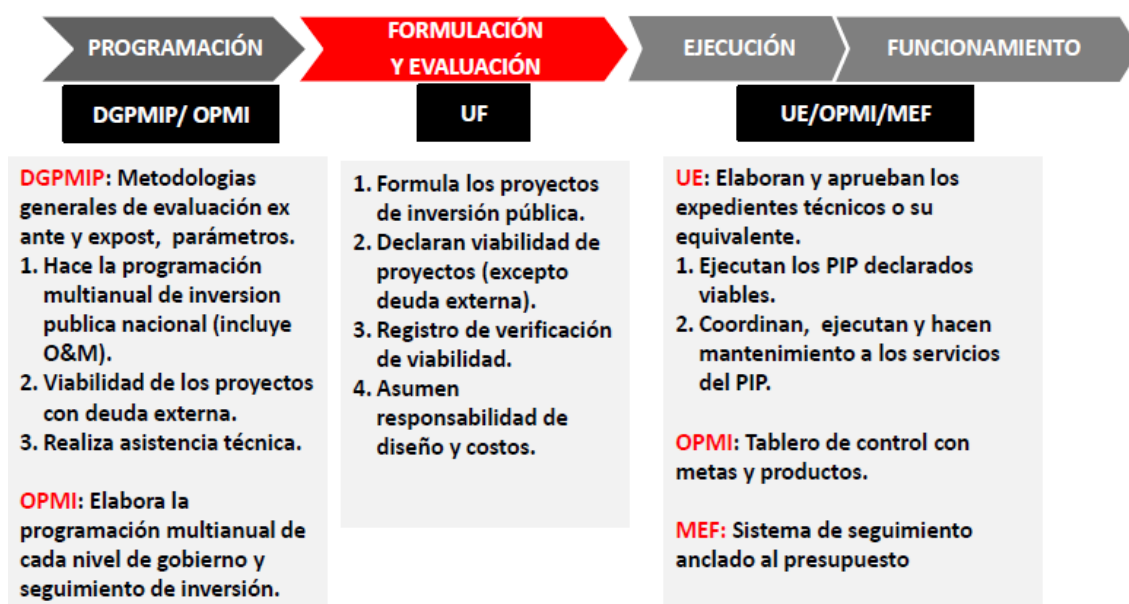 PROGRAMACIÓN
FORMULACIÓN
Y EVALUACIÓN
EJECUCIÓN
FUNCIONAMIENTO
DGPMIP/ OPMI
UF
UE/OPMI/MEF
DGPMIP: Metodologias
generales de evaluación ex
ante y expost, parámetros.
1. Hace la programación
multianual de inversion
publica nacional (incluye
O&M).
2. Viabilidad de los proyectos
con deuda externa.
3. Realiza asistencia técnica.
OPMI: Elabora la
programación multianual de
cada nivel de gobierno y
seguimiento de inversión.
1. Formula los proyectos
de inversión pública.
2. Declaran viabilidad de
proyectos (excepto
deuda externa).
3. Registro de verificación
de viabilidad.
4. Asumen
responsabilidad de
diseño y costos.
UE: Elaboran y aprueban los
expedientes técnicos o su
equivalente.
1. Ejecutan los PIP declarados
viables.
2. Coordinan, ejecutan y hacen
mantenimiento a los servicios
del PIP.
OPMI: Tablero de control con
metas y productos.
MEF: Sistema de seguimiento
anclado al presupuesto